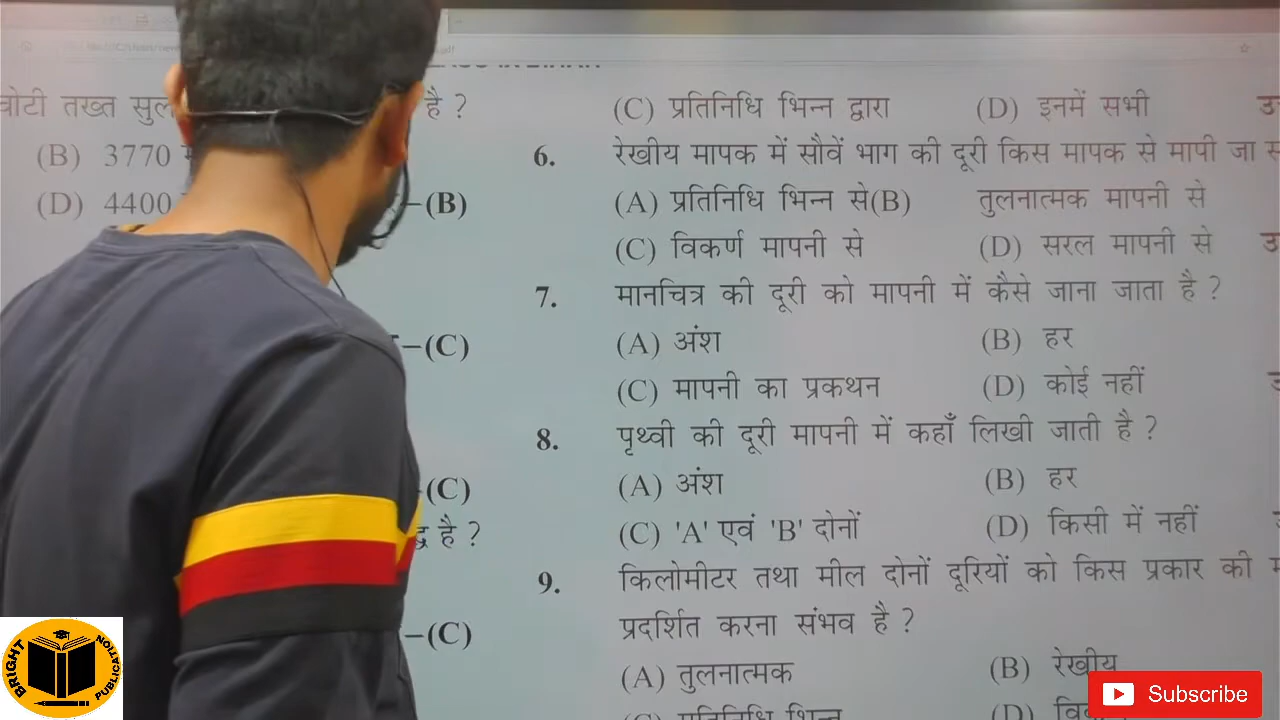 है ?
(B) 3770
(D) 4400
–(B)
–(C)
(C)
है ?
–(C)
(C) प्रतिनिधि भिन्न द्वारा (D) इनमें सभी
6. रेखीय मापक में सौवें भाग की दूरी किस मापक से मापी जा
(A) प्रतिनिधि भिन्न से(B) तुलनात्मक मापनी से
(C) विकर्ण मापनी से (D) सरल मापनी से
7. मानचित्र की दूरी को मापनी में कैसे जाना जाता है ?
(A) अंश (B) हर
(C) मापनी का प्रकथन (D) कोई नहीं
8. पृथ्वी की दूरी मापनी में कहाँ लिखी जाती है ?
(A) अंश (B) हर
(C) 'A' एवं 'B' दोनों (D) किसी में नहीं
9. किलोमीटर तथा मील दोनों दूरियों को किस प्रकार की
प्रदर्शित करना संभव है ?
(A) तुलनात्मक (B) रेखीय
BRIGHT PUBLICATION
Subscribe